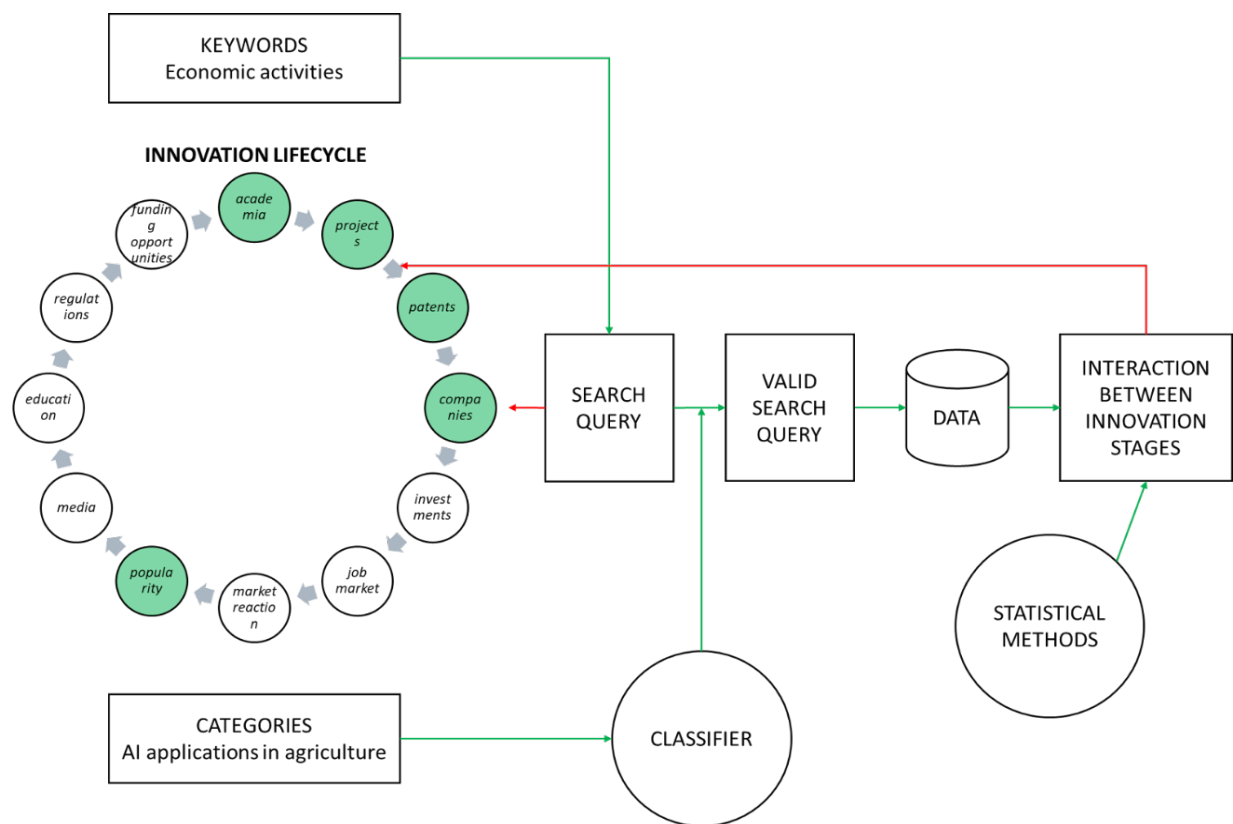 KEYWORDS
Economic activities
INNOVATION LIFECYCLE
acade
mia
project
s
patents
compa
nies
invest
ments
job
market
market
reactio
n
popula
rity
media
educati
on
regulat
ions
fundin
g
opport
unities
SEARCH
QUERY
VALID
SEARCH
QUERY
DATA
INTERACTION
BETWEEN
INNOVATION
STAGES
STATISTICAL
METHODS
CATEGORIES
AI applications in agriculture
CLASSIFIER